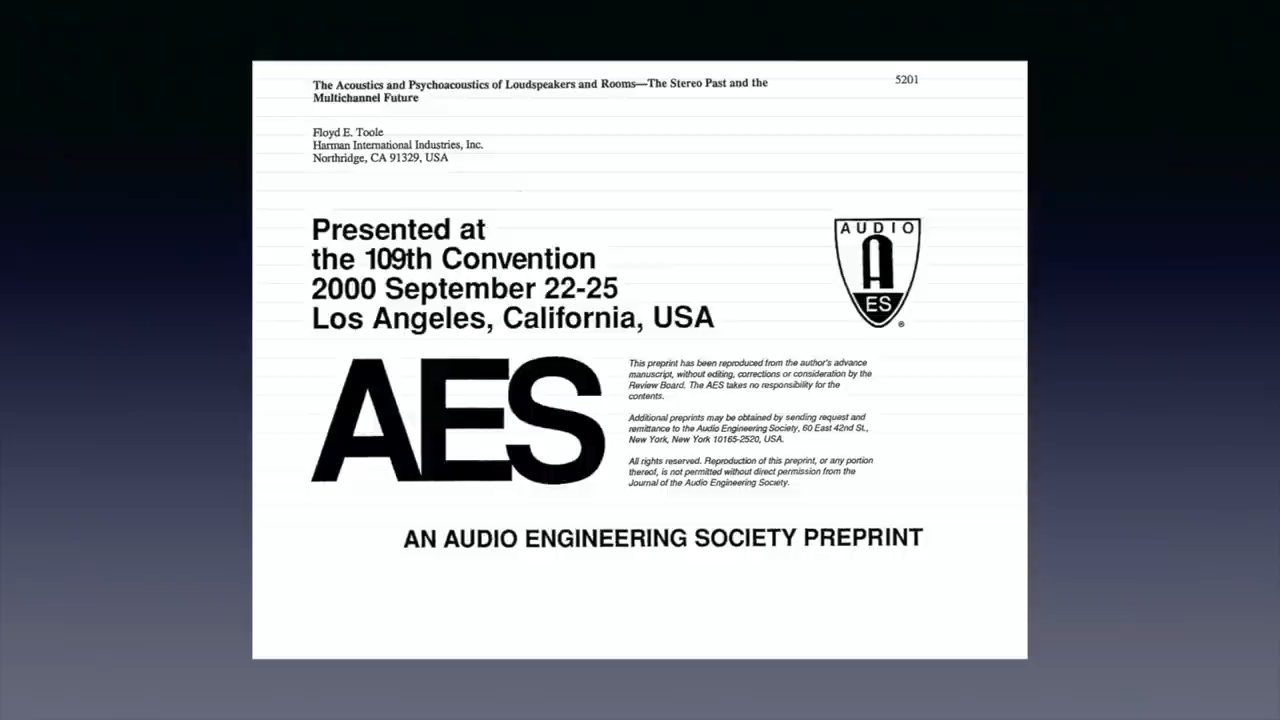 The Acoustics and Psychoacoustics of Loudspeakers and Rooms—The Stereo Past and the
Multichannel Future
5201
Floyd E. Toole
Harman International Industries, Inc.
Northridge, CA 91329, USA
Presented at
the 109th Convention
2000 September 22-25
Los Angeles, California, USA
AUDIO
A
ES
®
AES
This preprint has been reproduced from the author's advance
manuscript, without editing, corrections or consideration by the
Review Board. The AES takes no responsibility for the
contents.
Additional preprints may be obtained by sending request and
remittance to the Audio Engineering Society, 60 East 42nd St.,
New York, New York 10165-2520, USA.
All rights reserved. Reproduction of this preprint, or any portion
thereof, is not permitted without direct permission from the
Journal of the Audio Engineering Society.
AN AUDIO ENGINEERING SOCIETY PREPRINT